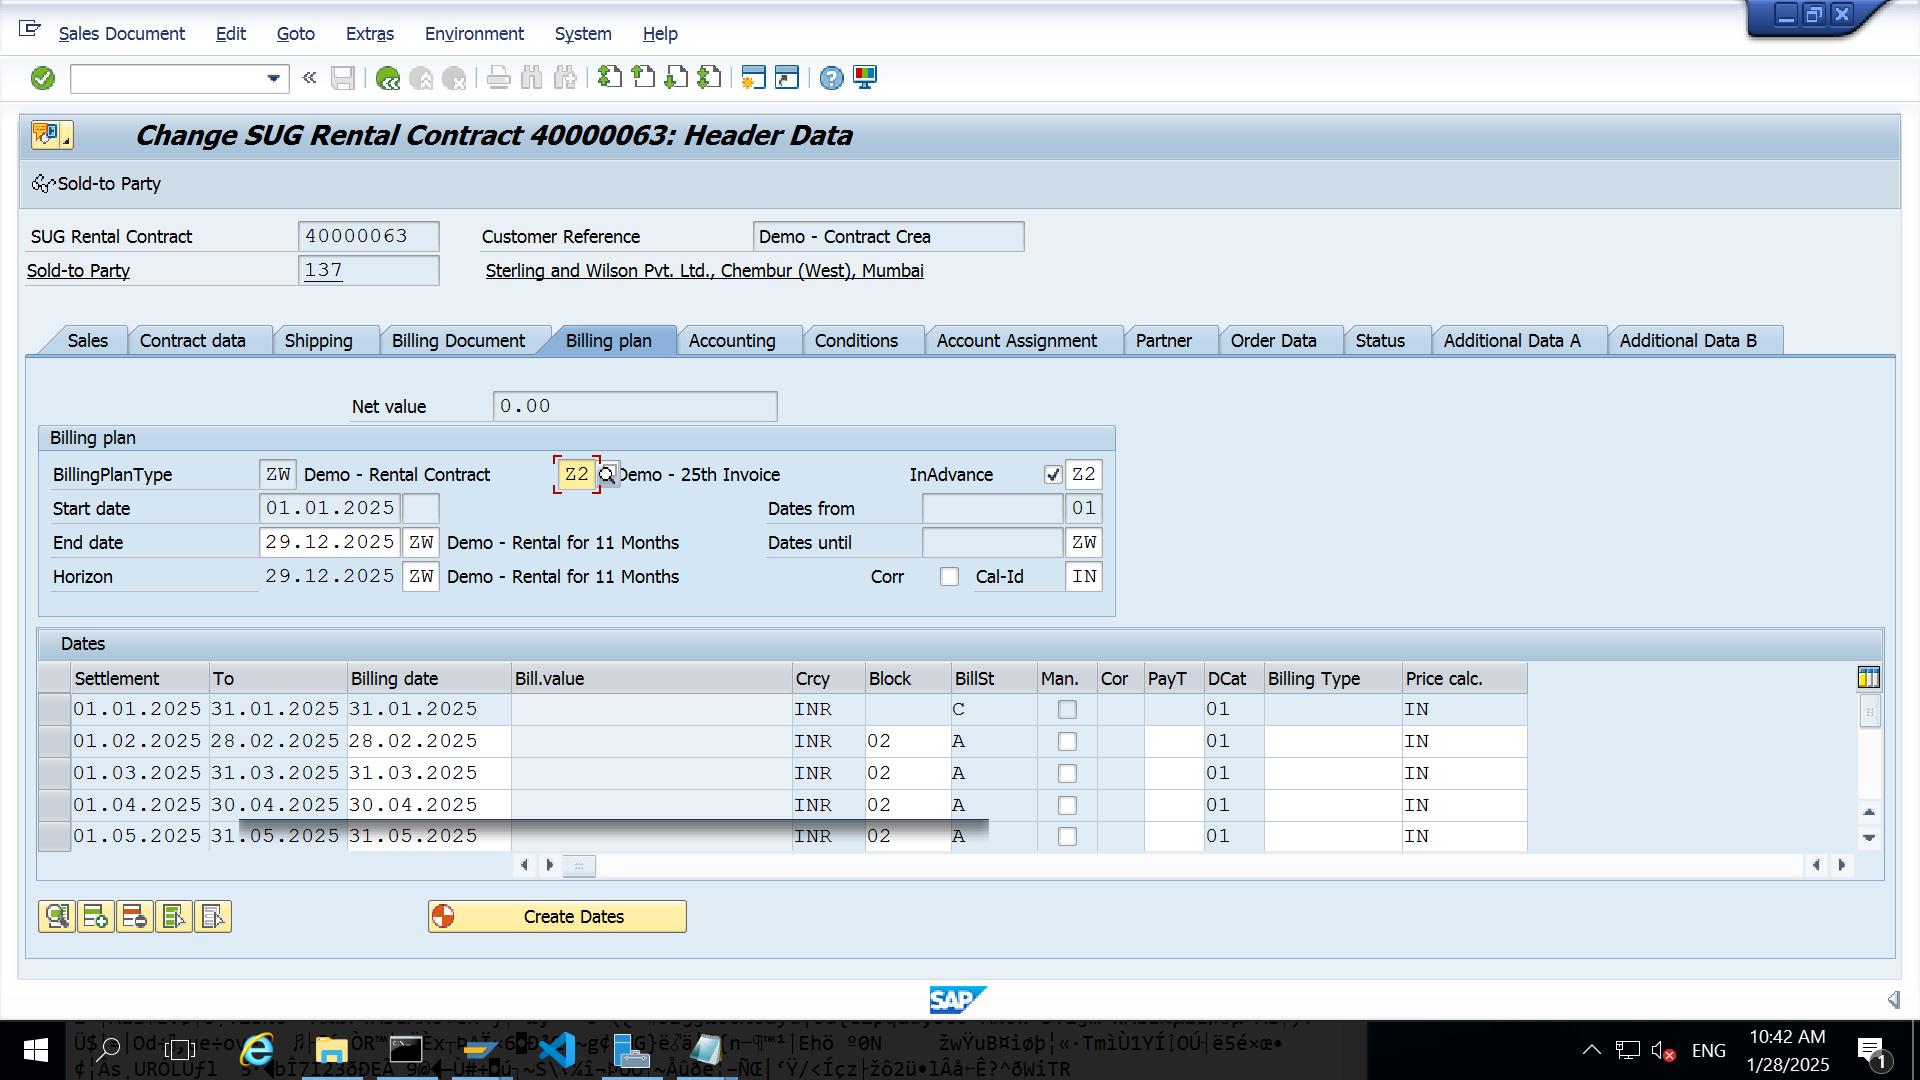 Sales Document Edit Goto Extras Environment System Help
Change SUG Rental Contract 40000063: Header Data
Sold-to Party
SUG Rental Contract 40000063 Customer Reference Demo - Contract Crea
Sold-to Party 137 Sterling and Wilson Pvt. Ltd., Chembur (West), Mumbai
Sales Contract data Shipping Billing Document Billing plan Accounting Conditions Account Assignment Partner Order Data Status Additional Data A Additional Data B
Net value 0.00
Billing plan
BillingPlanType ZW Demo - Rental Contract Z2 Demo - 25th Invoice InAdvance Z2
Start date 01.01.2025 Dates from 01
End date 29.12.2025 ZW Demo - Rental for 11 Months Dates until ZW
Horizon 29.12.2025 ZW Demo - Rental for 11 Months Corr Cal-Id IN
Dates
Settlement To Billing date Bill.value Crcy Block BillSt Man. Cor PayT DCat Billing Type Price calc.
01.01.2025 31.01.2025 31.01.2025 INR C 01 IN
01.02.2025 28.02.2025 28.02.2025 INR 02 A 01 IN
01.03.2025 31.03.2025 31.03.2025 INR 02 A 01 IN
01.04.2025 30.04.2025 30.04.2025 INR 02 A 01 IN
01.05.2025 31.05.2025 31.05.2025 INR 02 A 01 IN
Create Dates
SAP
ENG
10:42 AM
1/28/2025
1